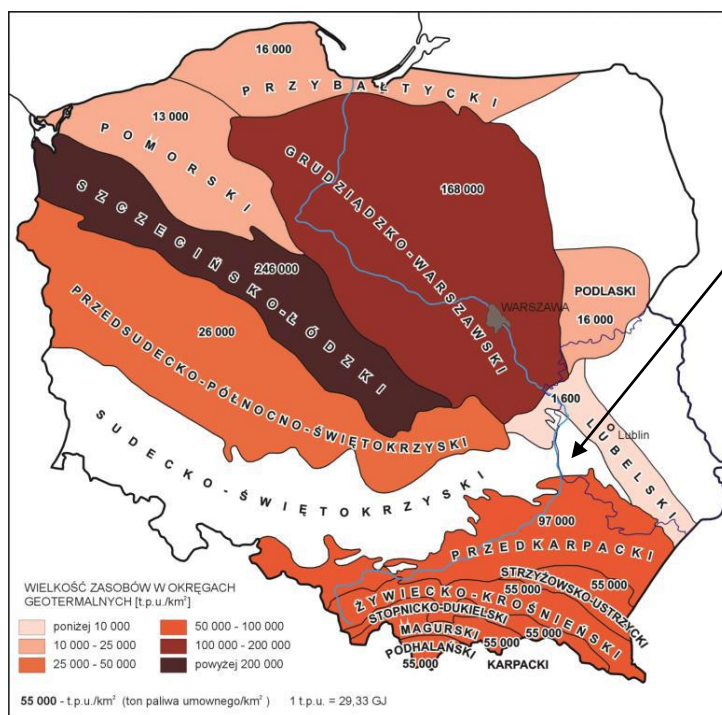 16 000
PRZYBAŁTYCKI
13 000
POMORSKI
GRUDZIĄDZKO-WARSZAWSKI
168 000
SZCZECIŃSKO-ŁÓDZKI
246 000
PODLASKI
16 000
WARSZAWA
26 000
PRZEDSUDECKO-PÓŁNOCNO-ŚWIĘTOKRZYSKI
1 600
LUBELSKI
Lublin
SUDECKO-ŚWIĘTOKRZYSKI
97 000
PRZEDKARPACKI
STRZYŻOWSKO-USTRZYCKI
55 000
55 000
ŻYWIECKO-KROŚNIEŃSKI
STOPNICKO-DUKIELSKI
55 000
MAGURSKI
55 000
PODHALAŃSKI
55 000
KARPACKI
WIELKOŚĆ ZASOBÓW W OKRĘGACH
GEOTERMALNYCH [t.p.u./km²]
poniżej 10 000
50 000 - 100 000
10 000 - 25 000
100 000 - 200 000
25 000 - 50 000
powyżej 200 000
55 000 - t.p.u./km² (ton paliwa umownego/km²) 1 t.p.u. = 29,33 GJ